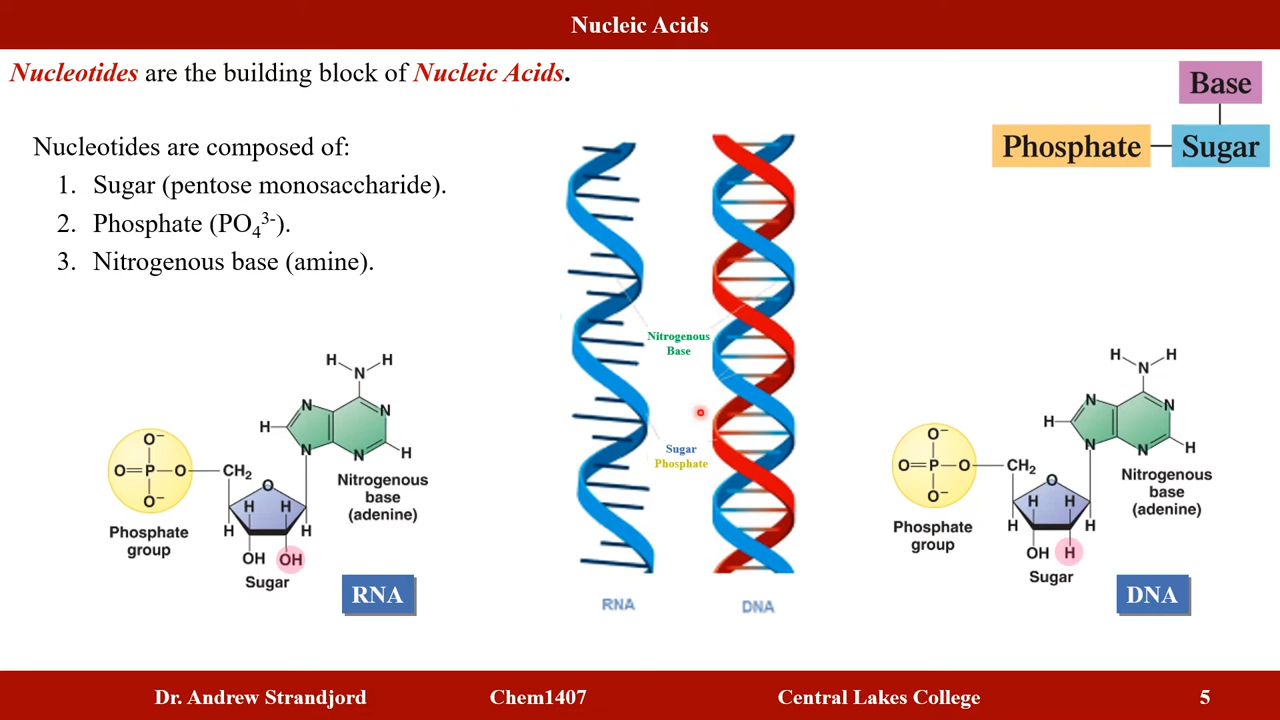 Nucleic Acids
Nucleotides are the building block of Nucleic Acids.
Base
Phosphate
Sugar
Nucleotides are composed of:
1. Sugar (pentose monosaccharide).
2. Phosphate (PO₄³⁻).
3. Nitrogenous base (amine).
Nitrogenous
Base
Sugar
Phosphate
RNA
DNA
H
H
N
N
N
H
N
N
H
O⁻
O=P—O—CH₂
O⁻
O
H
H
H
H
OH
OH
Phosphate
group
Nitrogenous
base
(adenine)
Sugar
RNA
H
H
N
N
N
H
N
N
H
O⁻
O=P—O—CH₂
O⁻
O
H
H
H
H
OH
H
Phosphate
group
Nitrogenous
base
(adenine)
Sugar
DNA
Dr. Andrew Strandjord Chem1407 Central Lakes College 5